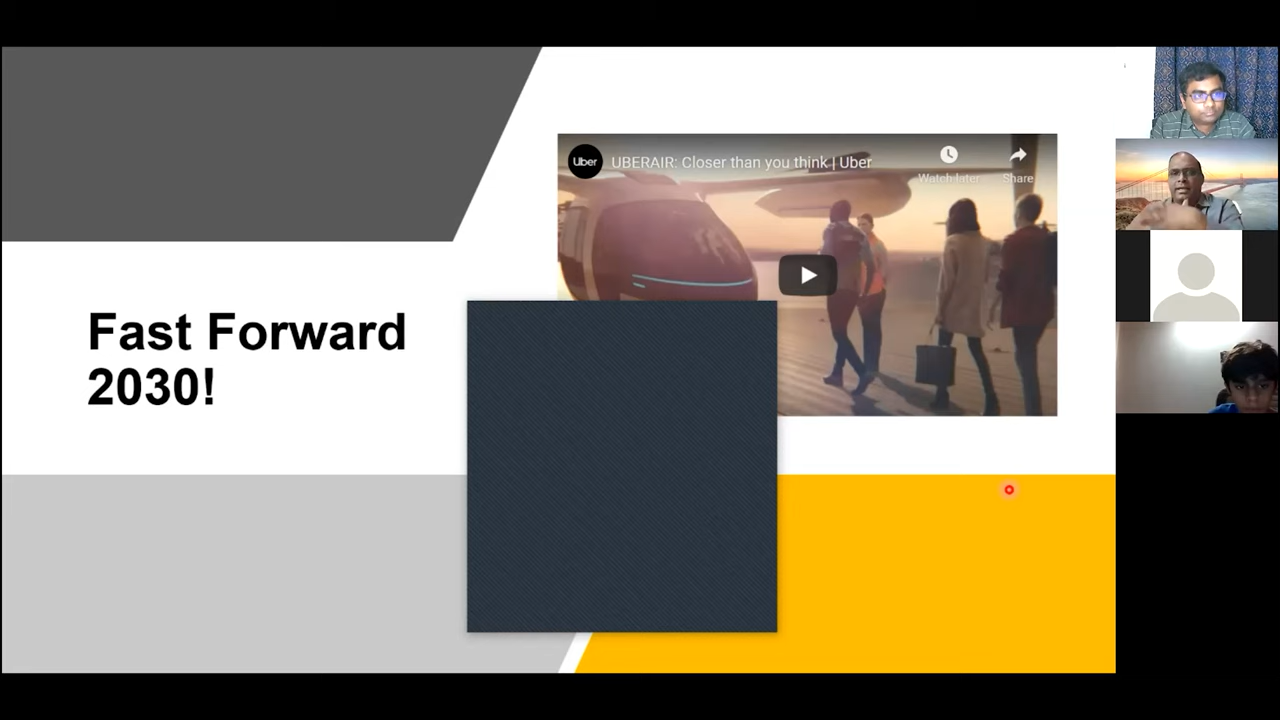 Uber
UBERAIR: Closer than you think | Uber
Watch later
Share
Fast Forward
2030!